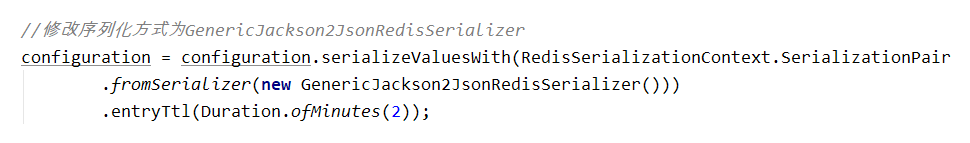 //修改序列化方式为GenericJackson2JsonRedisSerializer
configuration = configuration.serializeValuesWith(RedisSerializationContext.SerializationPair
.fromSerializer(new GenericJackson2JsonRedisSerializer()))
.entryTtl(Duration.ofMinutes(2));